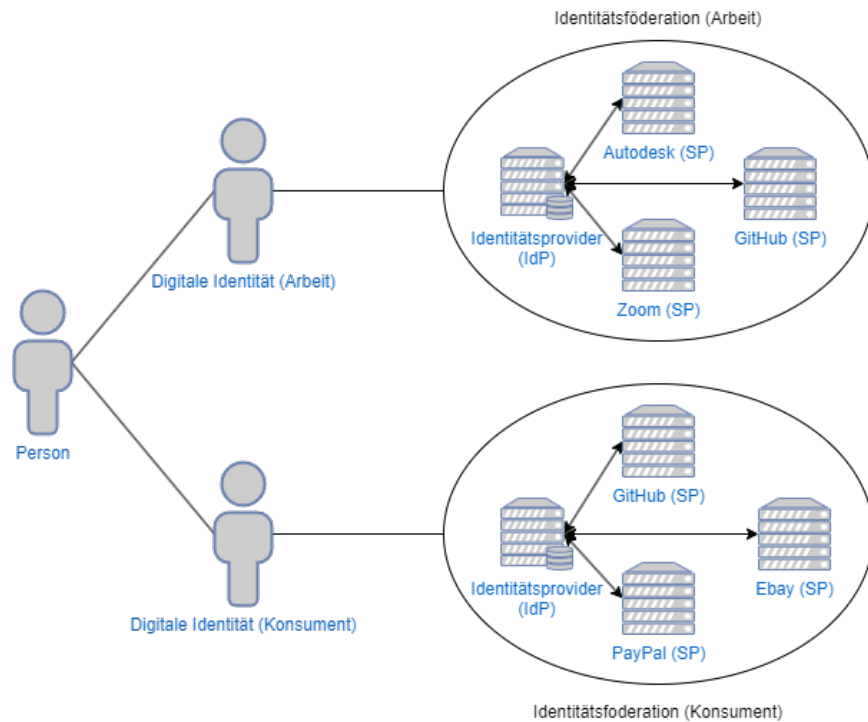 Identitätsföderation (Arbeit)
Autodesk (SP)
Identitätsprovider
(IdP)
GitHub (SP)
Zoom (SP)
Digitale Identität (Arbeit)
Person
GitHub (SP)
Identitätsprovider
(IdP)
Ebay (SP)
PayPal (SP)
Digitale Identität (Konsument)
Identitätsfoderation (Konsument)